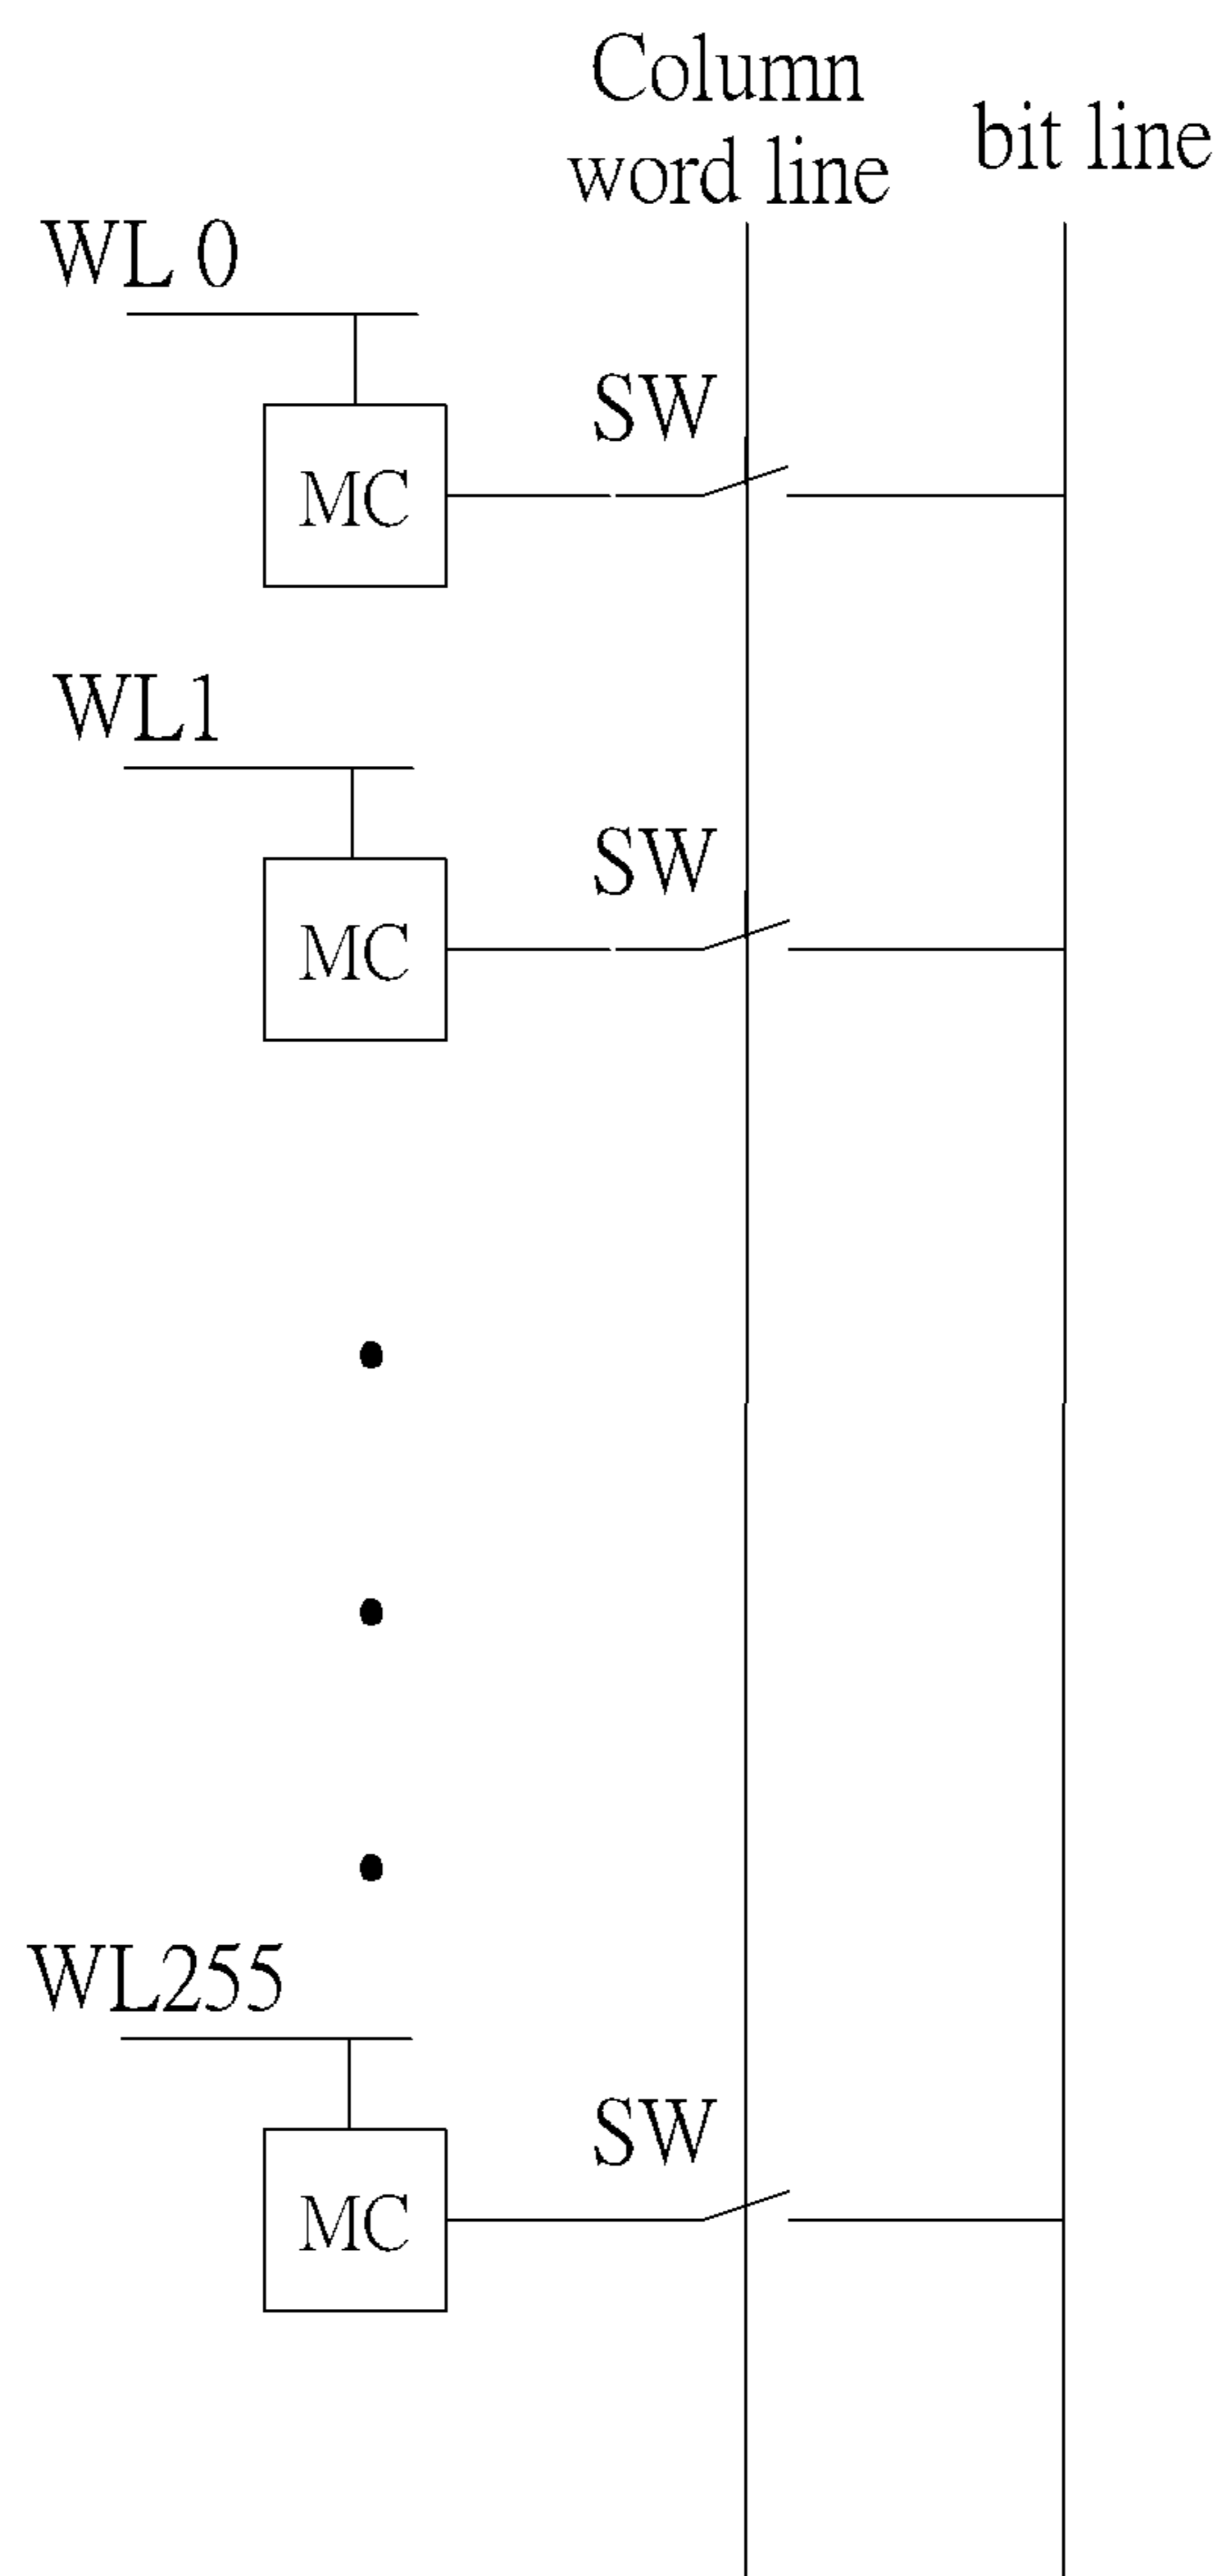 Column
word line
bit line
WL 0
SW
MC
WL1
SW
MC
WL255
SW
MC